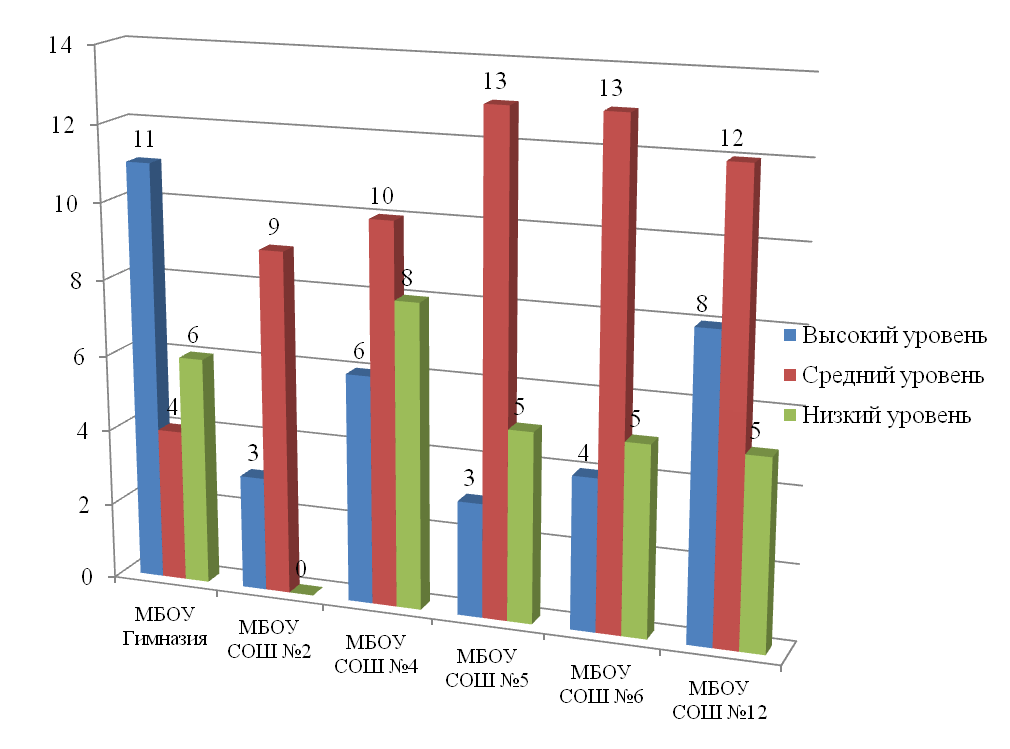 14
12
10
8
6
4
2
0
11
4
6
3
9
0
6
10
8
3
13
5
4
13
5
8
12
5
МБОУ
Гимназия
МБОУ
СОШ №2
МБОУ
СОШ №4
МБОУ
СОШ №5
МБОУ
СОШ №6
МБОУ
СОШ №12
Высокий уровень
Средний уровень
Низкий уровень